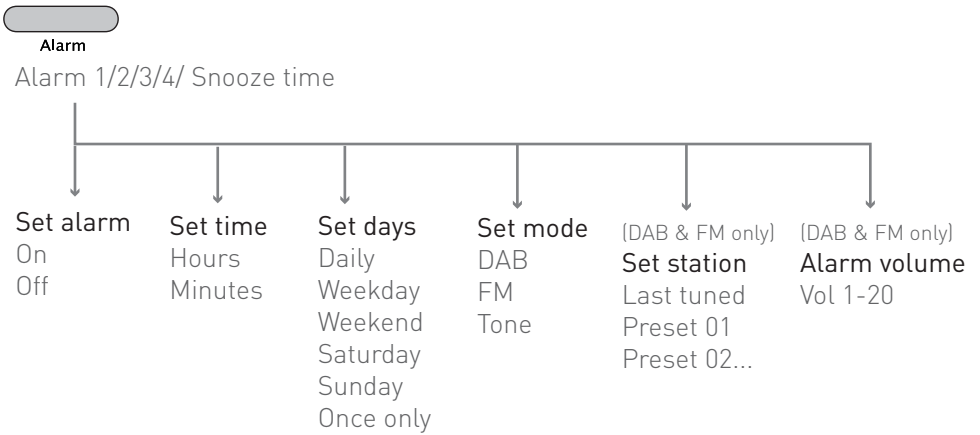 Alarm
Alarm 1/2/3/4/ Snooze time
Set alarm
On
Off
Set time
Hours
Minutes
Set days
Daily
Weekday
Weekend
Saturday
Sunday
Once only
Set mode
DAB
FM
Tone
(DAB & FM only)
Set station
Last tuned
Preset 01
Preset 02...
(DAB & FM only)
Alarm volume
Vol 1-20